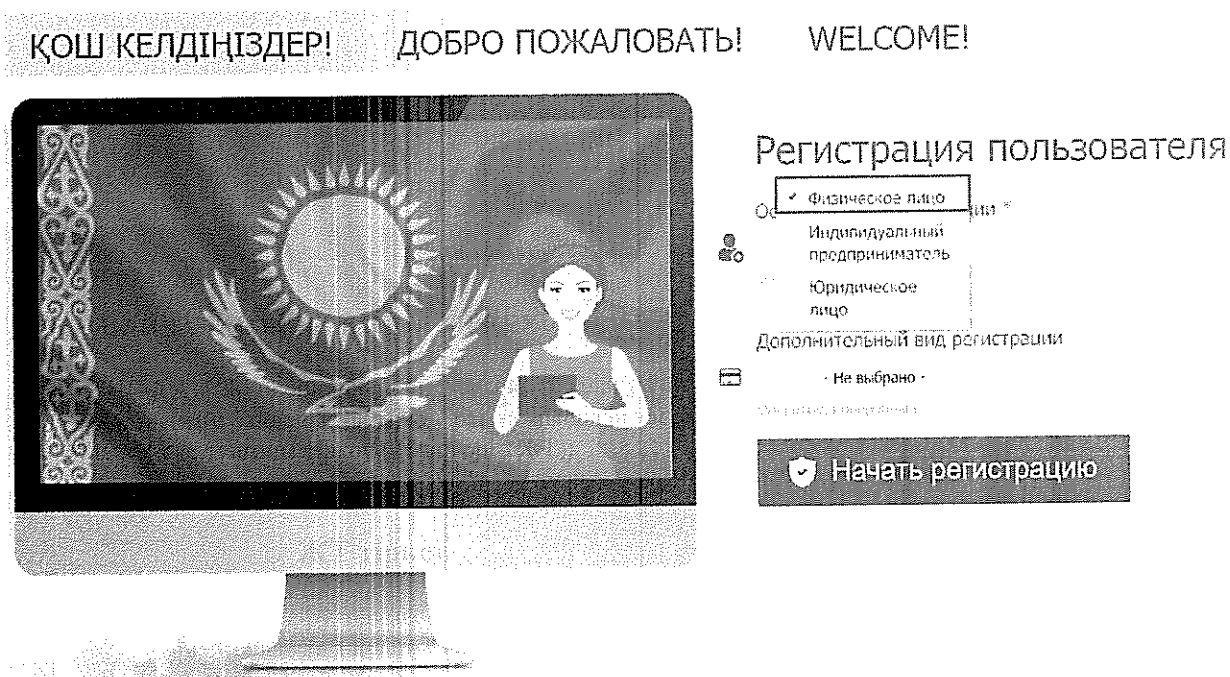 ҚОШ КЕЛДІҢІЗДЕР! ДОБРО ПОЖАЛОВАТЬ! WELCOME!
Регистрация пользователя
✓ Физическое лицо
Индивидуальный
предприниматель
Юридическое
лицо
Дополнительный вид регистрации
- Не выбрано -
Начать регистрацию